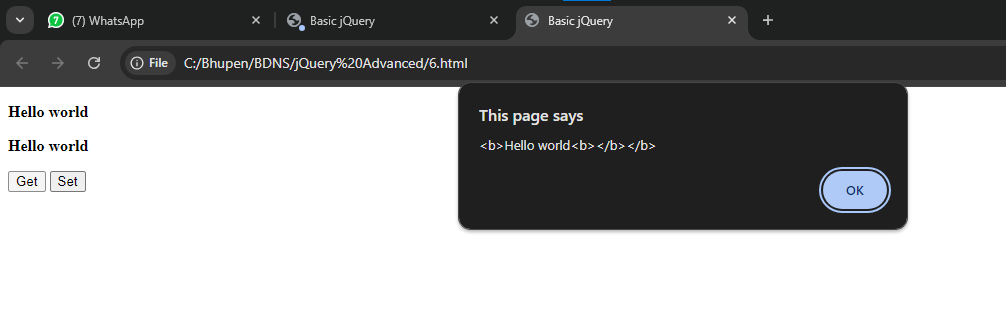 7 (7) WhatsApp Basic jQuery Basic jQuery
File C:/Bhupen/BDNS/jQuery%20Advanced/6.html
Hello world
Hello world
Get Set
This page says
<b>Hello world<b></b></b>
OK